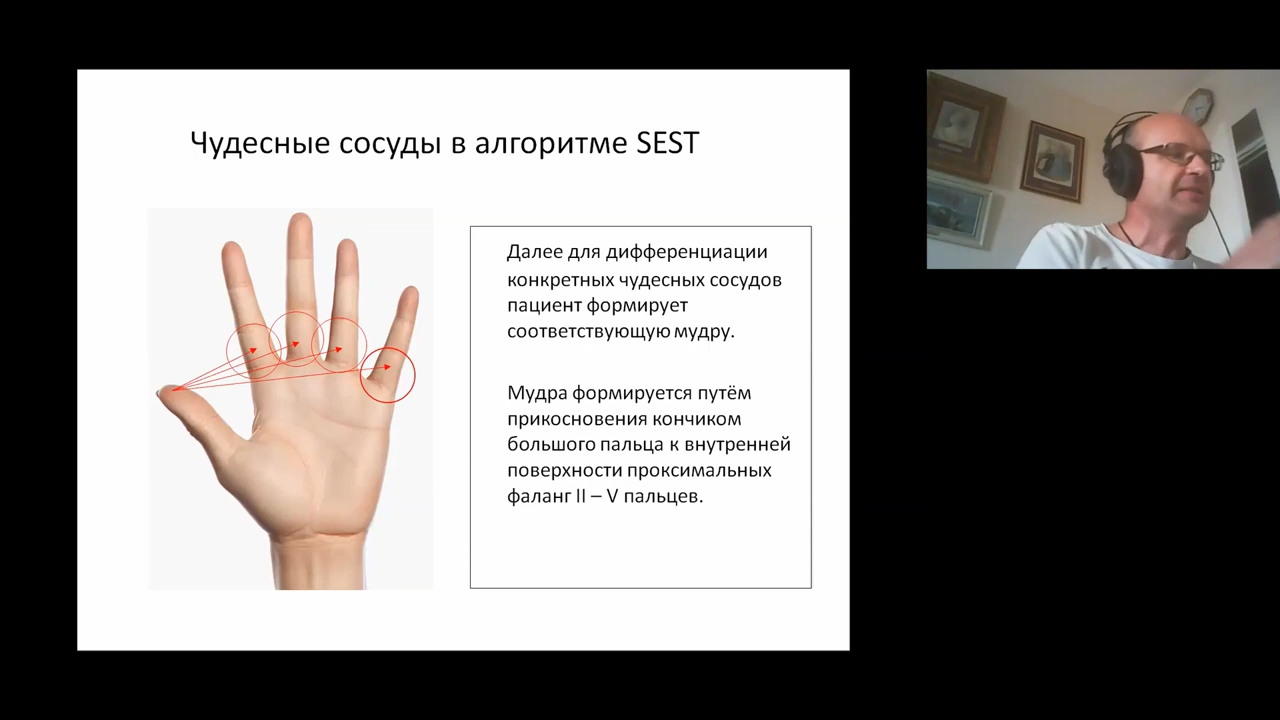 Чудесные сосуды в алгоритме SEST
Далее для дифференциации
конкретных чудесных сосудов
пациент формирует
соответствующую мудру.
Мудра формируется путём
прикосновения кончиком
большого пальца к внутренней
поверхности проксимальных
фаланг II – V пальцев.